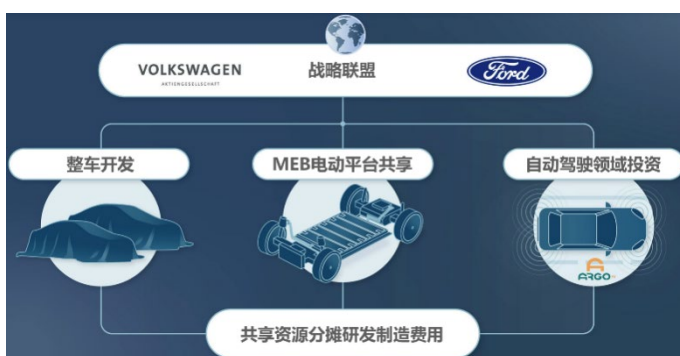 VOLKSWAGEN
AKTIENGESELLSCHAFT
战略联盟
Ford
整车开发
MEB电动平台共享
自动驾驶领域投资
ARGO
共享资源分摊研发制造费用